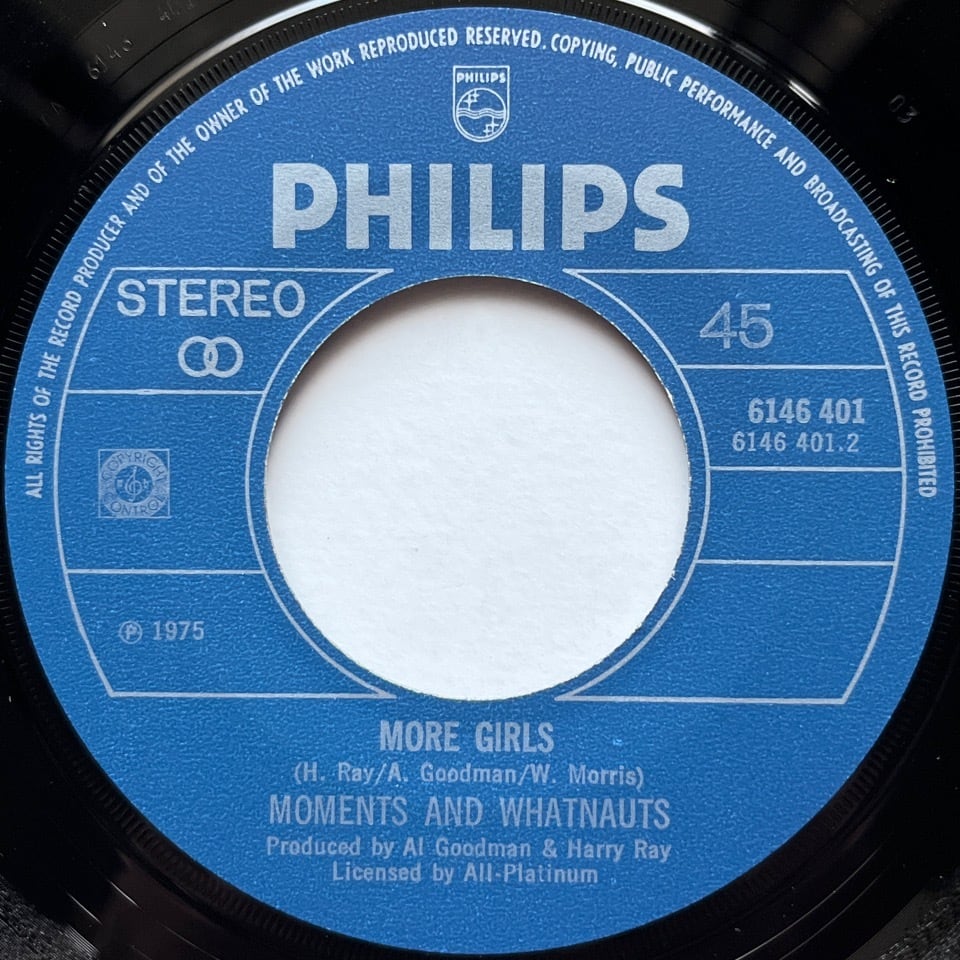 ALL RIGHTS OF THE RECORD PRODUCER AND OF THE OWNER OF THE WORK REPRODUCED RESERVED. COPYING, PUBLIC PERFORMANCE AND BROADCASTING OF THIS RECORD PROHIBITED
PHILIPS
PHILIPS
STEREO
45
6146 401
6146 401.2
COPYRIGHT
CONTROL
℗ 1975
MORE GIRLS
(H. Ray/A. Goodman/W. Morris)
MOMENTS AND WHATNAUTS
Produced by Al Goodman & Harry Ray
Licensed by All-Platinum